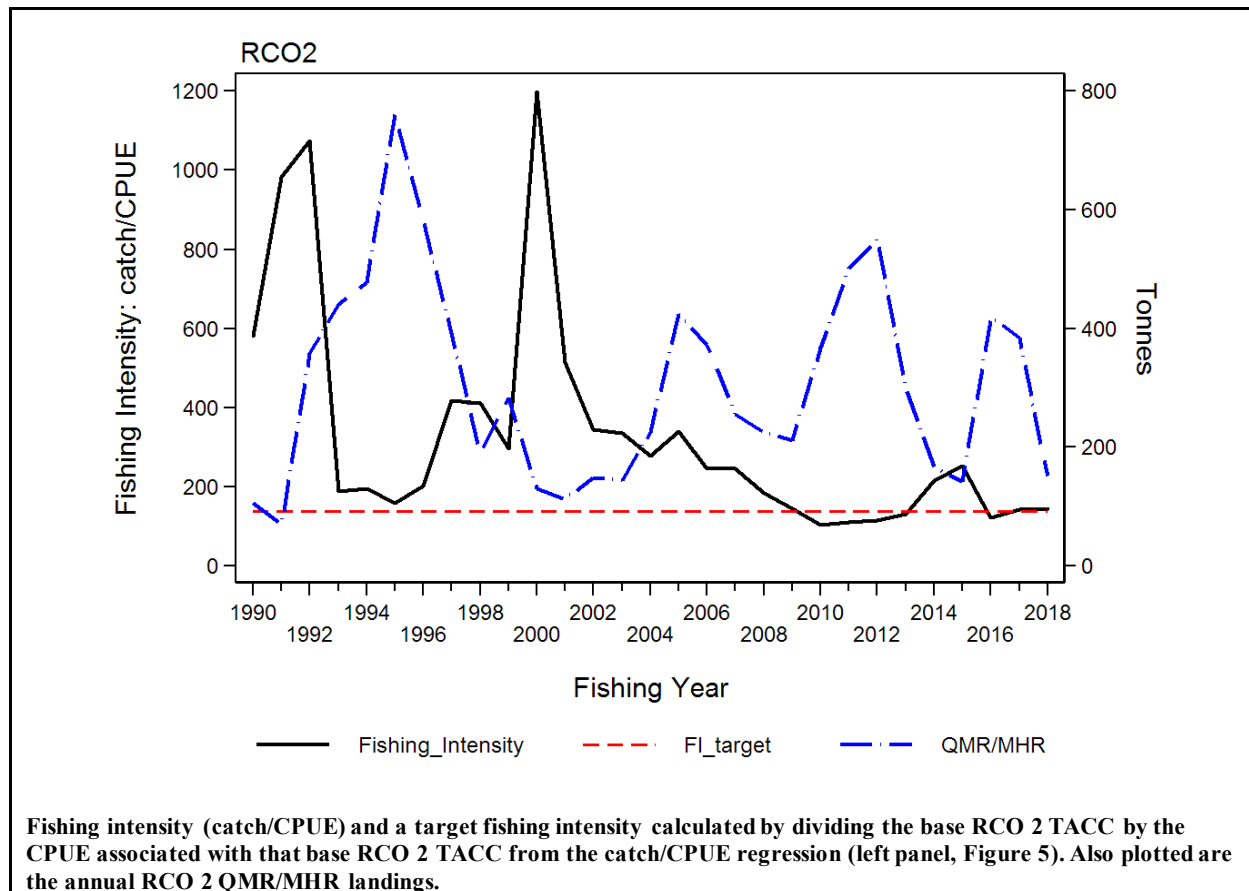 RCO2
1200
1000
800
600
400
200
0
Fishing Intensity: catch/CPUE
800
600
400
200
0
Tonnes
1990 1994 1998 2002 2006 2010 2014 2018
1992 1996 2000 2004 2008 2012 2016
Fishing Year
Fishing_Intensity FI_target QMR/MHR
Fishing intensity (catch/CPUE) and a target fishing intensity calculated by dividing the base RCO 2 TACC by the
CPUE associated with that base RCO 2 TACC from the catch/CPUE regression (left panel, Figure 5). Also plotted are
the annual RCO 2 QMR/MHR landings.